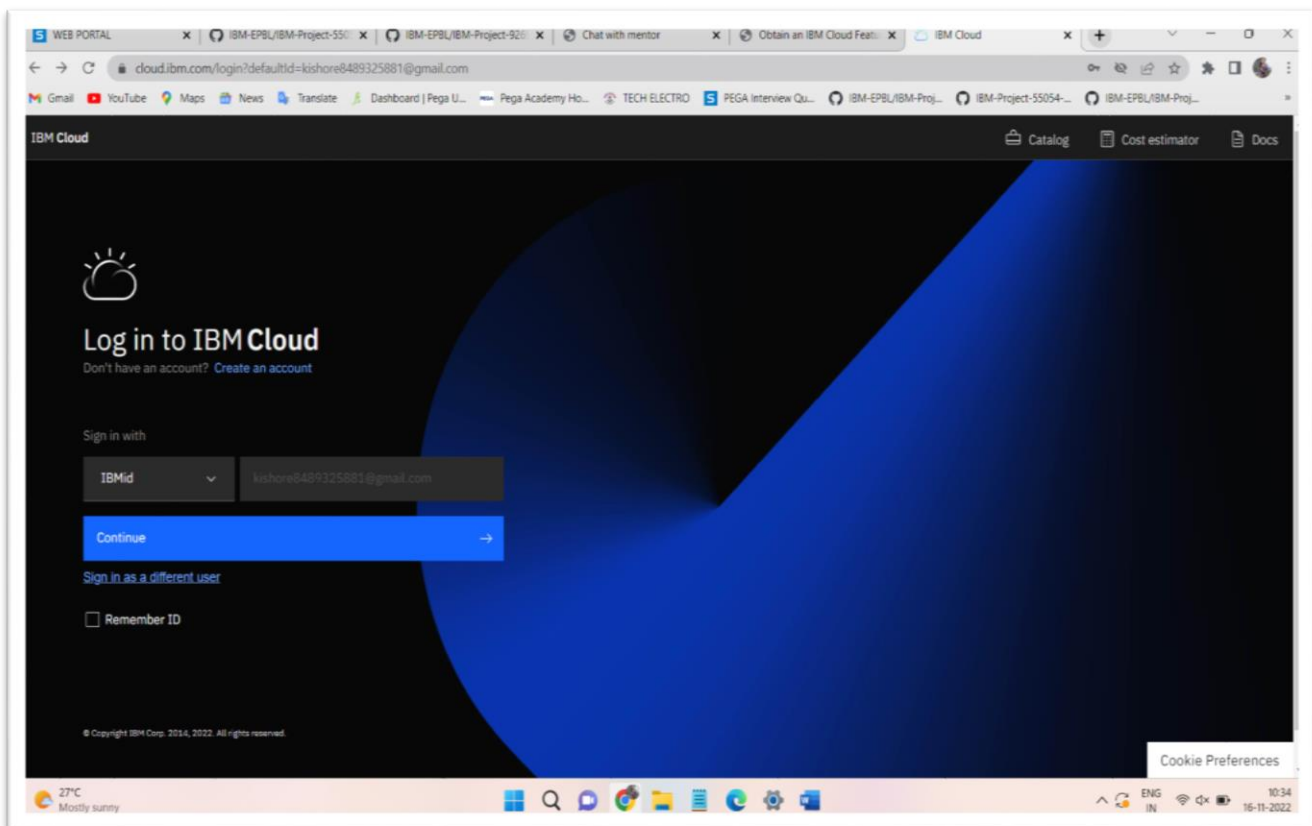 WEB PORTAL IBM-EPBL/IBM-Project-550 IBM-EPBL/IBM-Project-926 Chat with mentor Obtain an IBM Cloud Featu IBM Cloud
cloud.ibm.com/login?defaultId=kishore8489325881@gmail.com
Gmail YouTube Maps News Translate Dashboard | Pega U... Pega Academy Ho... TECH ELECTRO PEGA Interview Qu... IBM-EPBL/IBM-Proj... IBM-Project-55054-... IBM-EPBL/IBM-Proj... »
IBM Cloud Catalog Cost estimator Docs
Log in to IBM Cloud
Don't have an account? Create an account
Sign in with
IBMid kishore8489325881@gmail.com
Continue
Sign in as a different user
Remember ID
© Copyright IBM Corp. 2014, 2022. All rights reserved.
Cookie Preferences
27°C ENG 10:34
Mostly sunny IN 16-11-2022